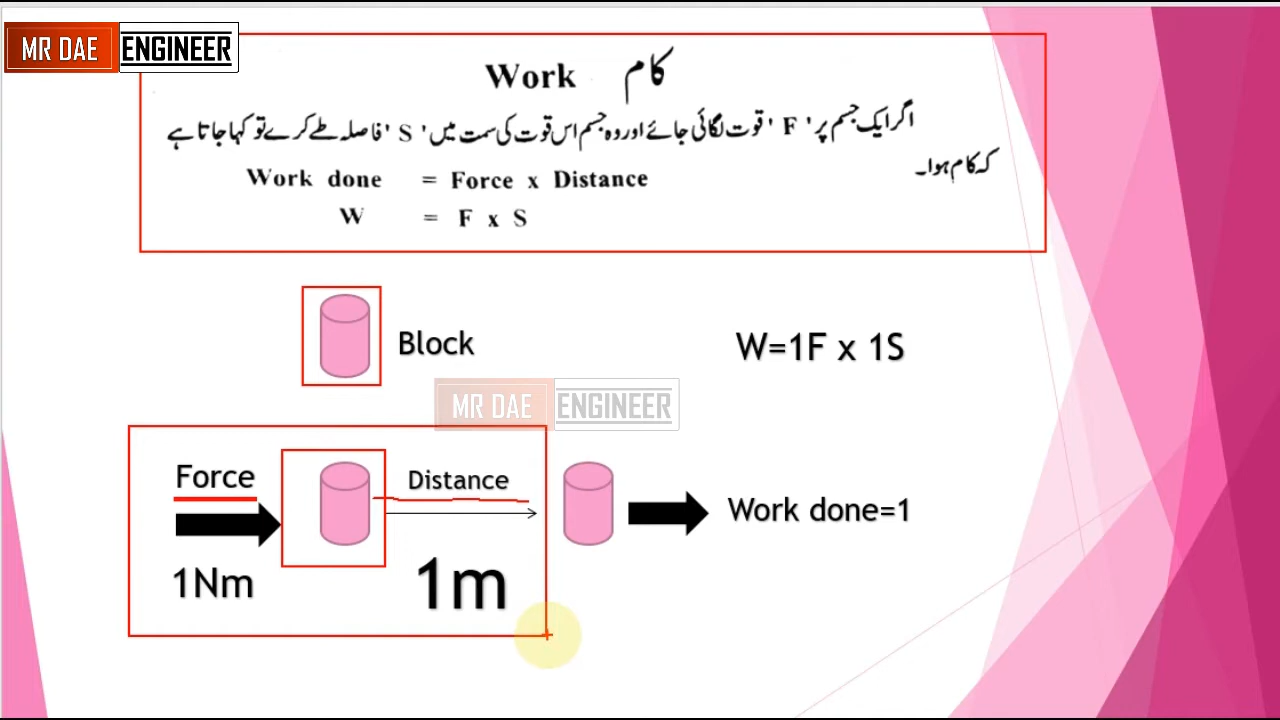 MR DAE ENGINEER
Work کام
اگر ایک جسم پر ' F ' قوت لگائی جائے اور وہ جسم اس قوت کی سمت میں ' S ' فاصلہ طے کرے تو کہا جاتا ہے
کہ کام ہوا۔
Work done = Force x Distance
W = F x S
Block
W=1F x 1S
MR DAE ENGINEER
Force
Distance
Work done=1
1Nm
1m